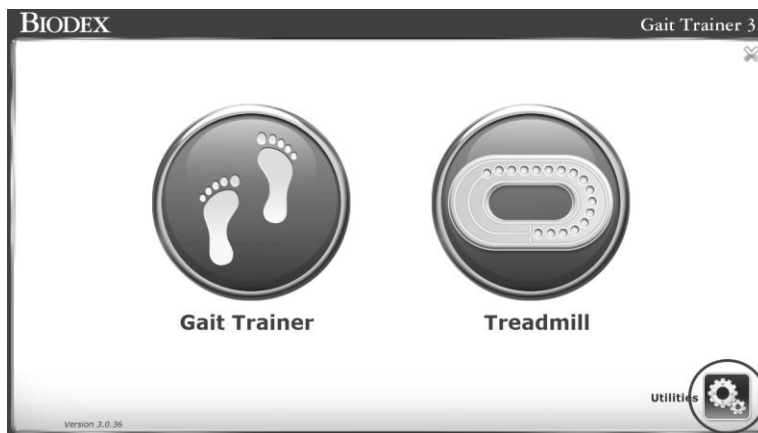 BIODEX
Gait Trainer 3
Gait Trainer
Treadmill
Utilities
Version 3.0.36